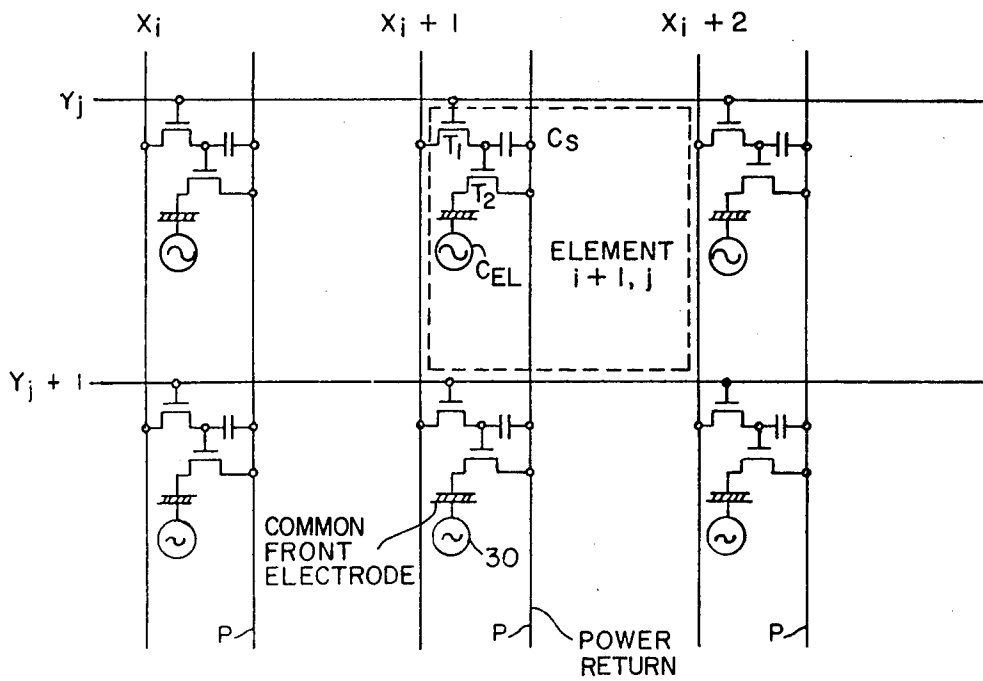 Xi
Xi + 1
Xi + 2
Yj
T1
CS
T2
CEL
ELEMENT
i + 1, j
Yj + 1
COMMON
FRONT
ELECTRODE
30
P
P
POWER
RETURN
P